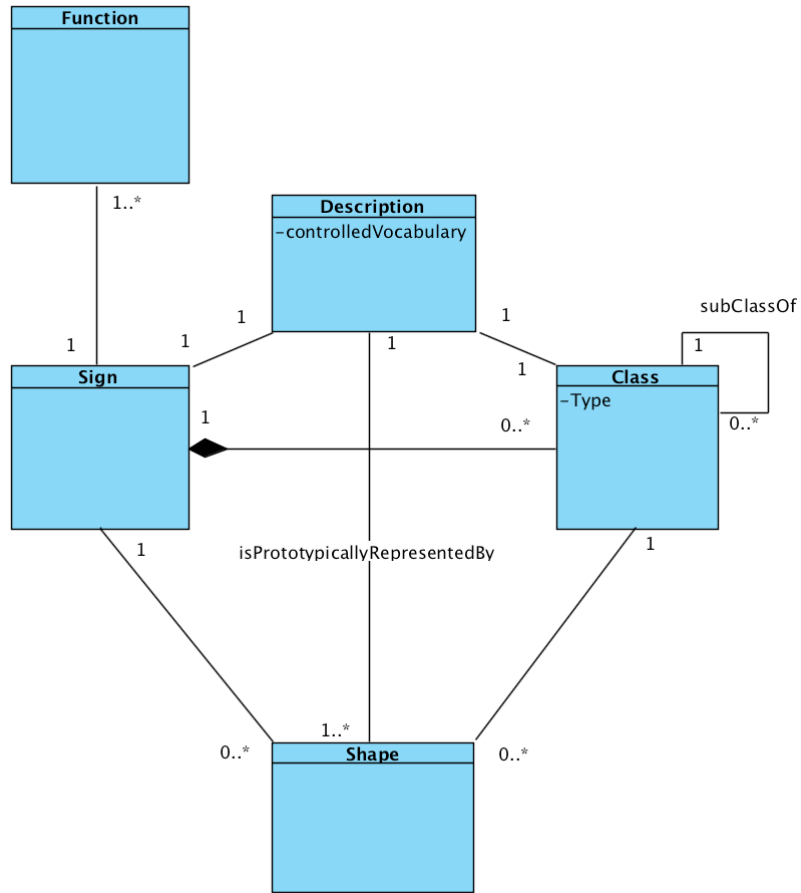 Function
1..*
Description
-controlledVocabulary
subClassOf
1
1
1
1
1
1
1
Sign
Class
-Type
1
0..*
0..*
isPrototypicallyRepresentedBy
1
1
1..*
0..*
0..*
Shape